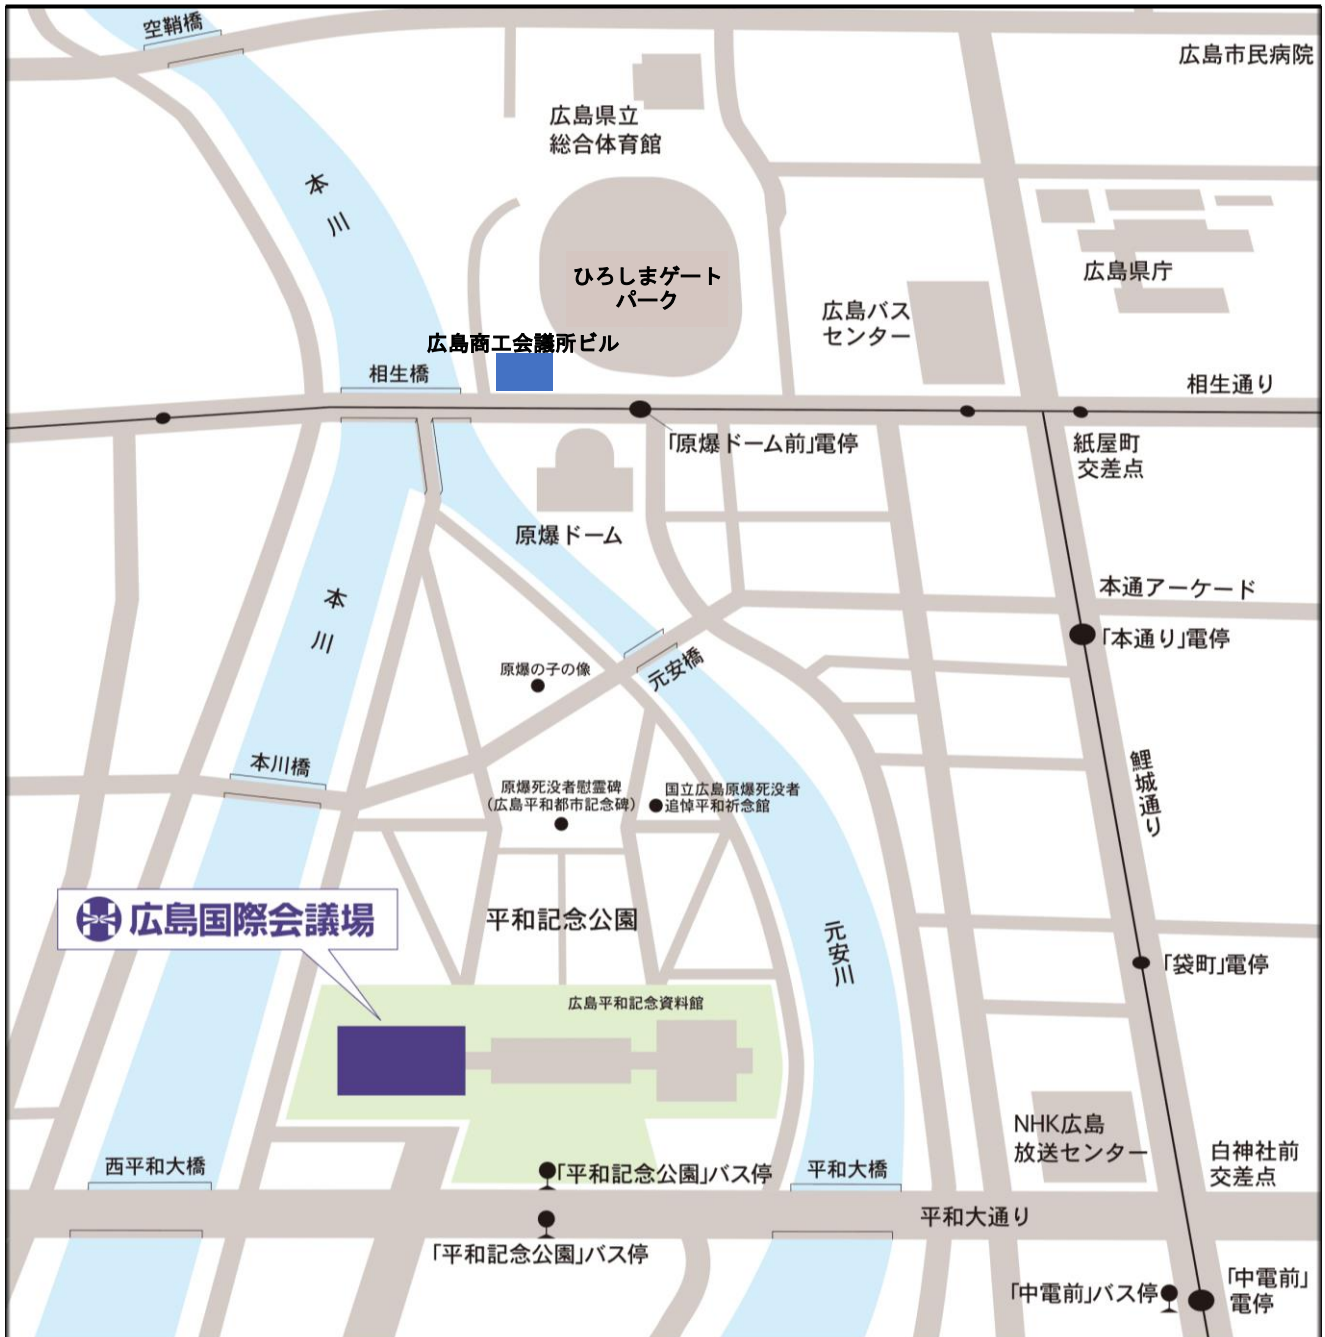 空鞘橋
広島市民病院
広島県立
総合体育館
本
川
ひろしまゲート
パーク
広島県庁
広島バス
センター
広島商工会議所ビル
相生橋
相生通り
「原爆ドーム前」電停
紙屋町
交差点
原爆ドーム
本通アーケード
「本通り」電停
本
川
原爆の子の像
元安橋
本川橋
原爆死没者慰霊碑
(広島平和都市記念碑)
国立広島原爆死没者
追悼平和祈念館
鯉城通り
広島国際会議場
平和記念公園
元安川
「袋町」電停
広島平和記念資料館
NHK広島
放送センター
白神社前
交差点
西平和大橋
「平和記念公園」バス停
平和大橋
平和大通り
「平和記念公園」バス停
「中電前」バス停
「中電前」
電停